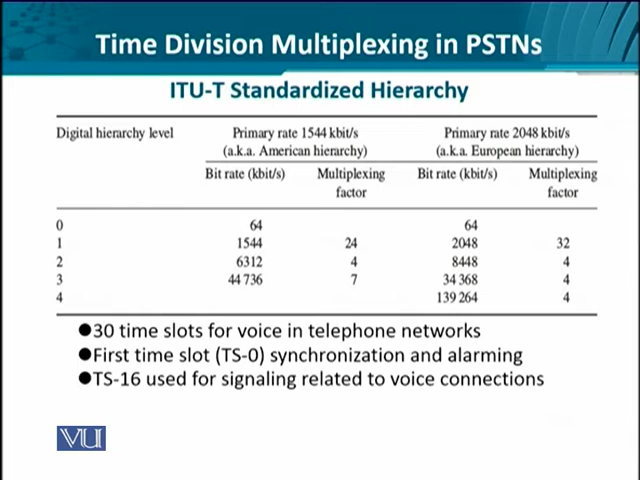 Time Division Multiplexing in PSTNs
ITU-T Standardized Hierarchy
Digital hierarchy level Primary rate 1544 kbit/s Primary rate 2048 kbit/s
(a.k.a. American hierarchy) (a.k.a. European hierarchy)
Bit rate (kbit/s) Multiplexing Bit rate (kbit/s) Multiplexing
factor factor
0 64 64
1 1544 24 2048 32
2 6312 4 8448 4
3 44 736 7 34 368 4
4 139 264 4
●30 time slots for voice in telephone networks
●First time slot (TS-0) synchronization and alarming
●TS-16 used for signaling related to voice connections
VU